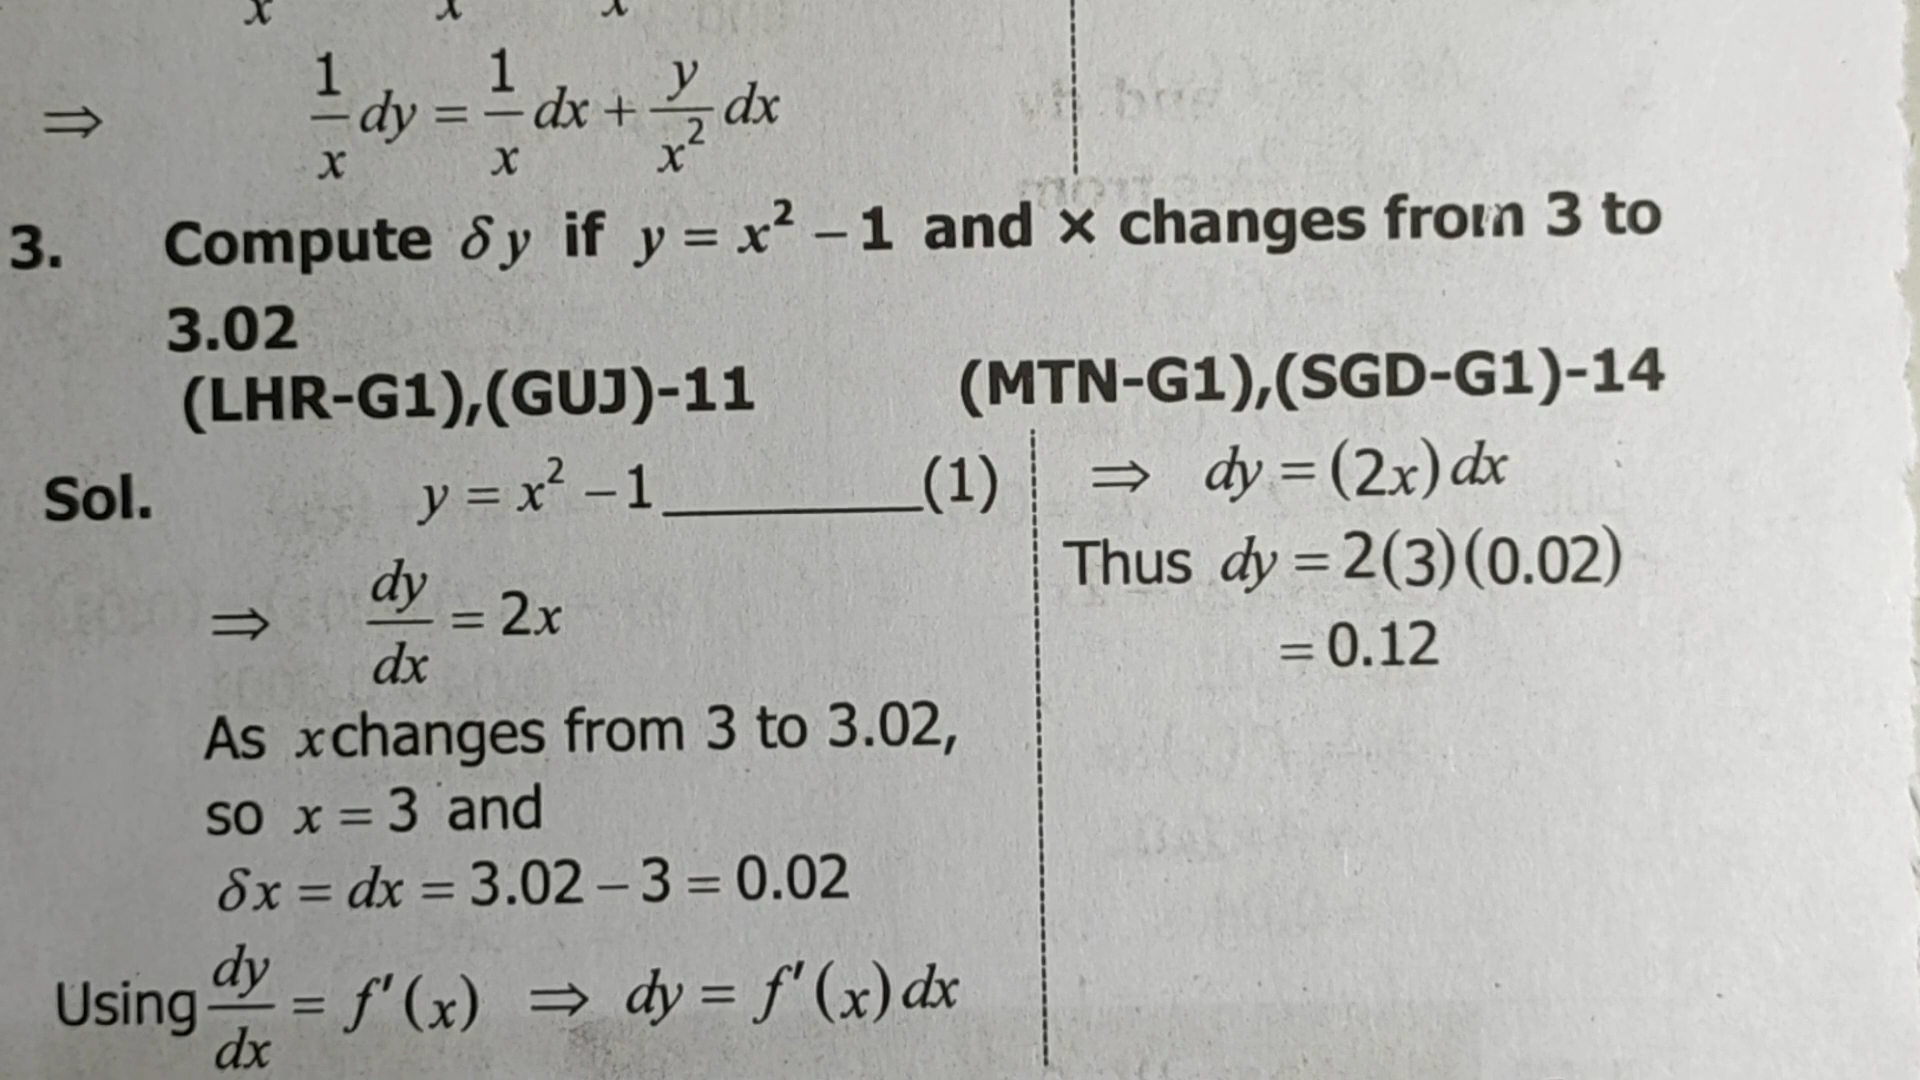 ⇒ 1/x dy = 1/x dx + y/x² dx
3. Compute δy if y = x² – 1 and × changes from 3 to
3.02
(LHR-G1),(GUJ)-11 (MTN-G1),(SGD-G1)-14
Sol. y = x² – 1________(1)
⇒ dy/dx = 2x
As x changes from 3 to 3.02,
so x = 3 and
δx = dx = 3.02 – 3 = 0.02
Using dy/dx = f'(x) ⇒ dy = f'(x) dx
⇒ dy = (2x) dx
Thus dy = 2(3)(0.02)
= 0.12